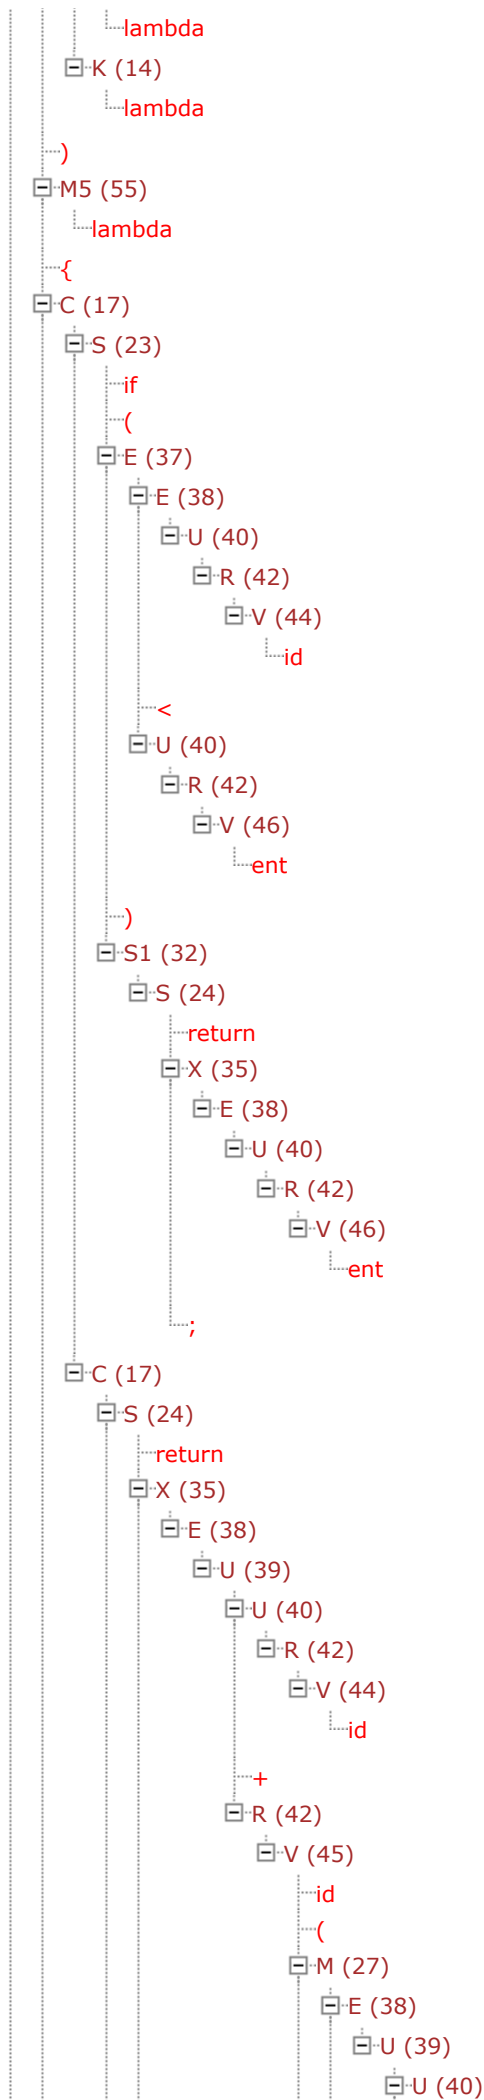 lambda
K (14)
lambda
)
M5 (55)
lambda
{
C (17)
S (23)
if
(
E (37)
E (38)
U (40)
R (42)
V (44)
id
<
U (40)
R (42)
V (46)
ent
)
S1 (32)
S (24)
return
X (35)
E (38)
U (40)
R (42)
V (46)
ent
;
C (17)
S (24)
return
X (35)
E (38)
U (39)
U (40)
R (42)
V (44)
id
+
R (42)
V (45)
id
(
M (27)
E (38)
U (39)
U (40)